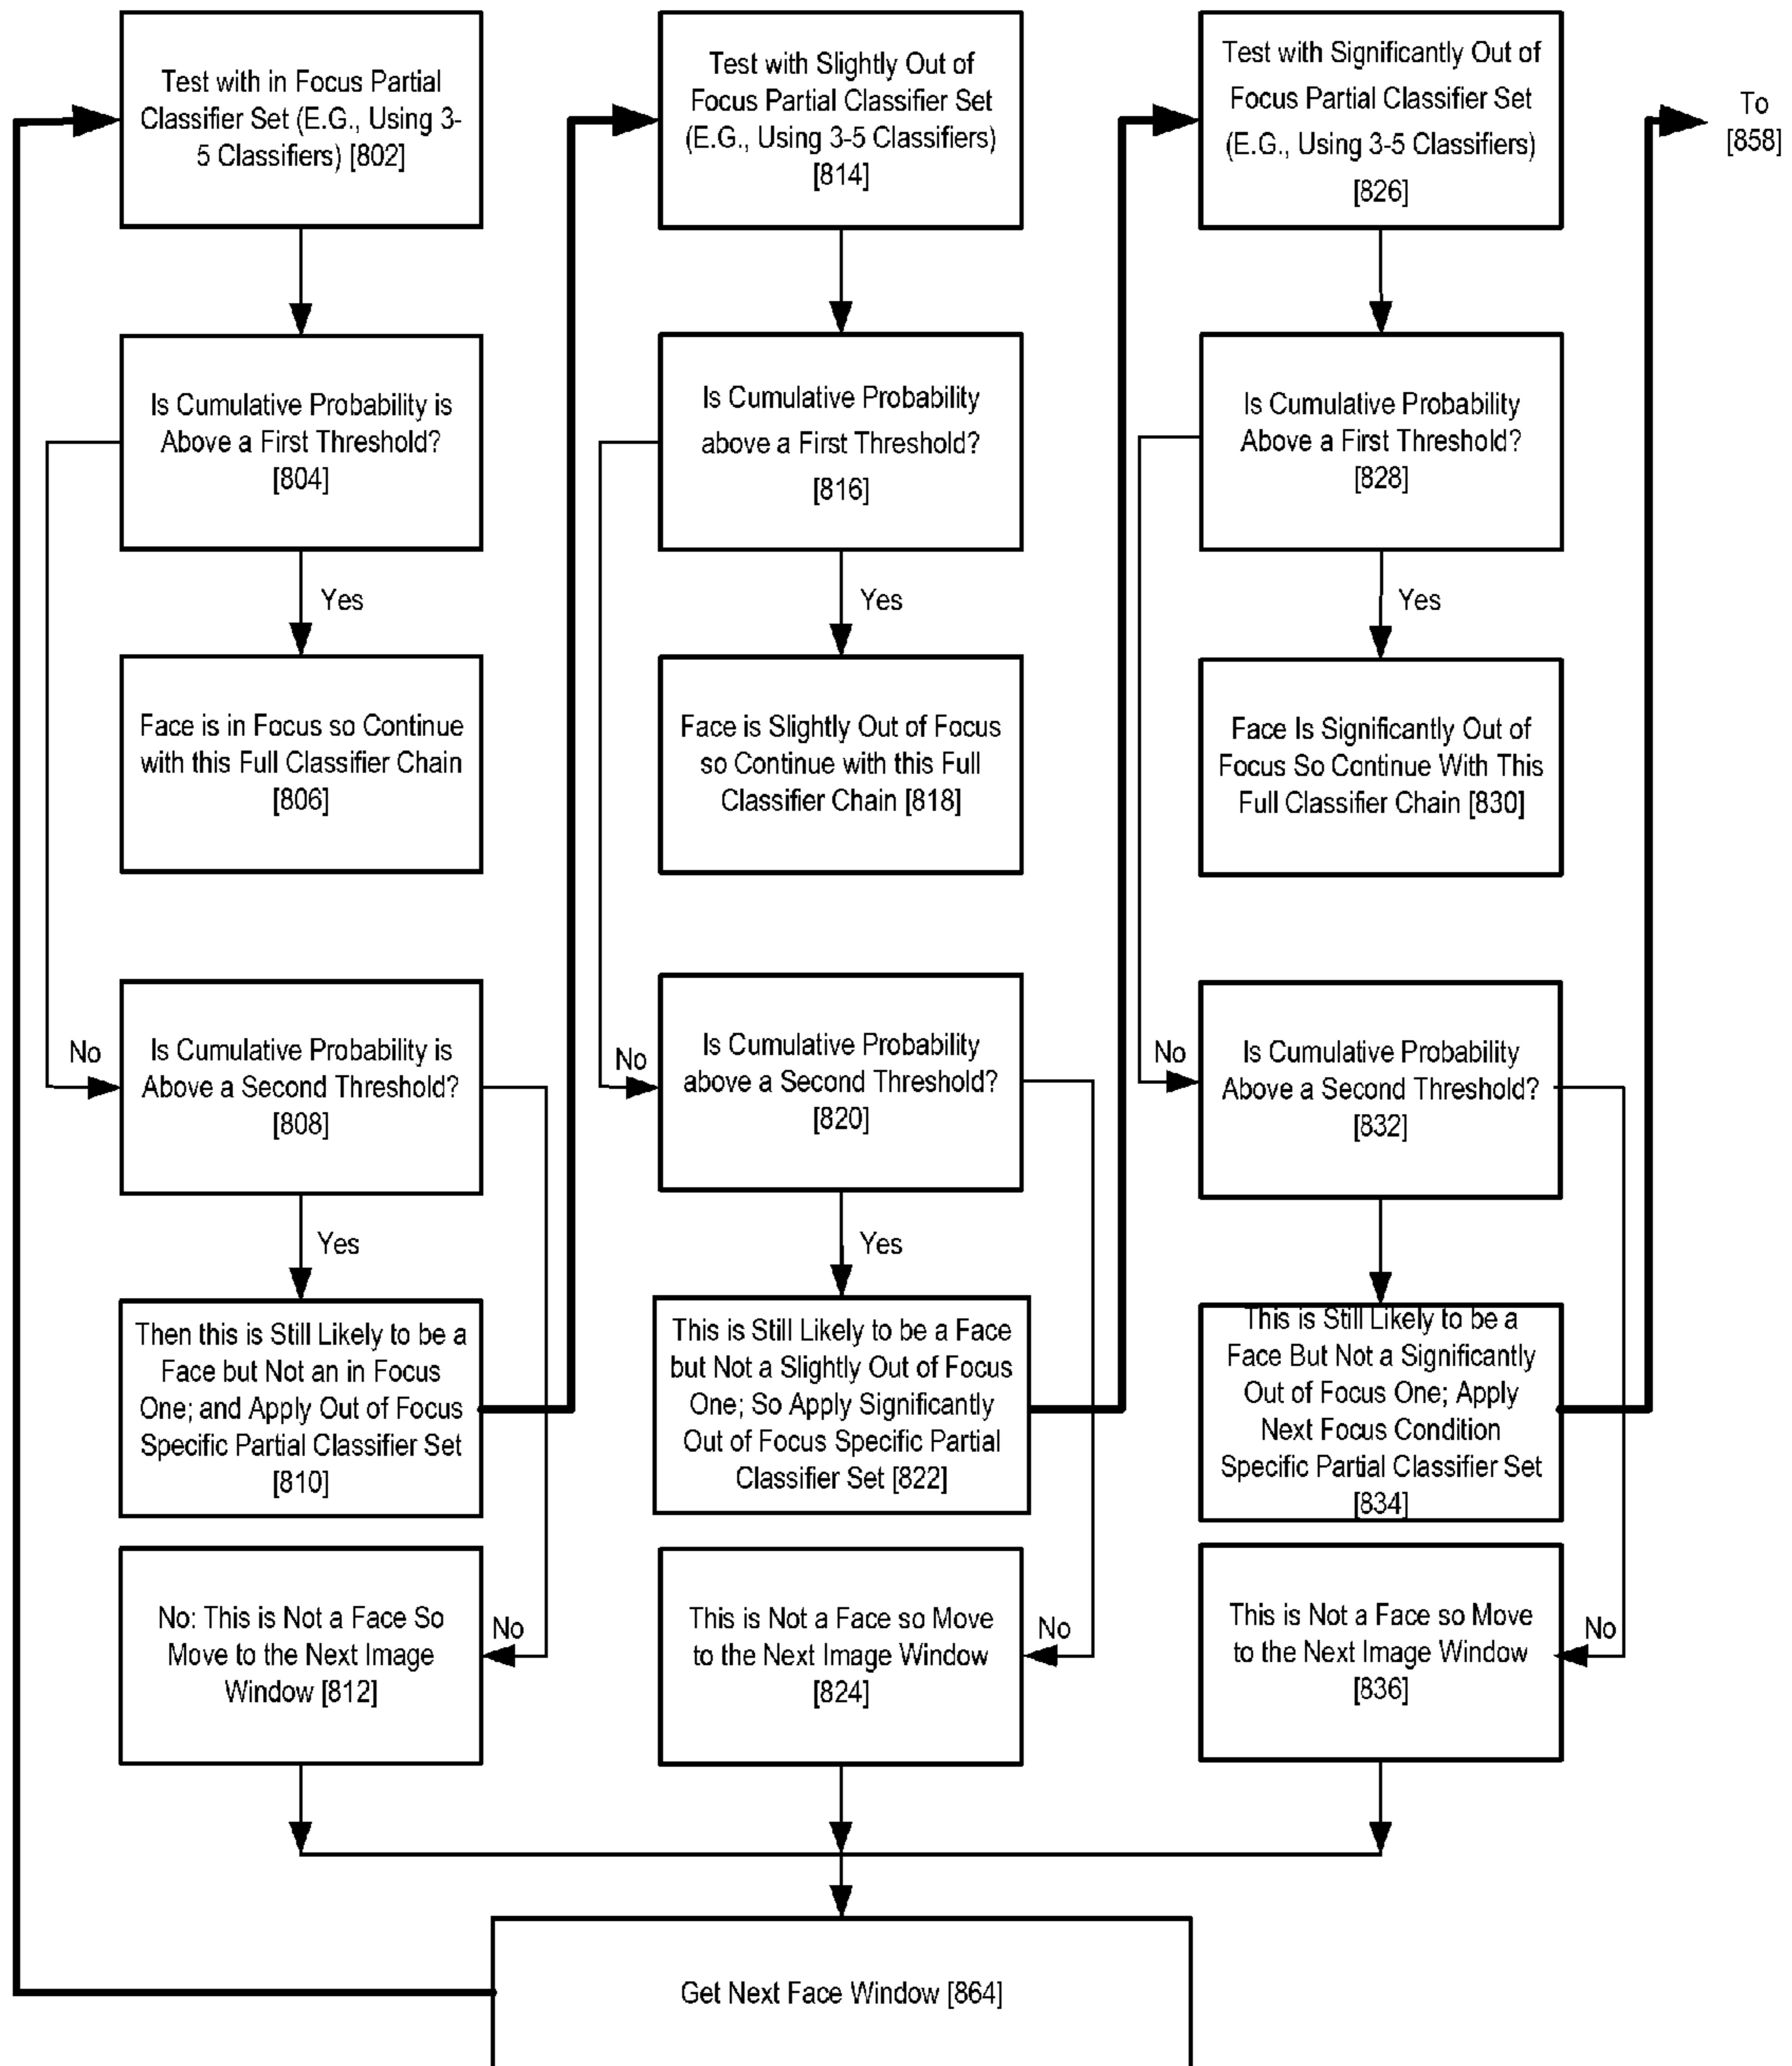 Test with in Focus Partial
Classifier Set (E.G., Using 3-
5 Classifiers) [802]
Is Cumulative Probability is
Above a First Threshold?
[804]
Yes
Face is in Focus so Continue
with this Full Classifier Chain
[806]
No
Is Cumulative Probability is
Above a Second Threshold?
[808]
Yes
Then this is Still Likely to be a
Face but Not an in Focus
One; and Apply Out of Focus
Specific Partial Classifier Set
[810]
No: This is Not a Face So
Move to the Next Image
Window [812]
No
Test with Slightly Out of
Focus Partial Classifier Set
(E.G., Using 3-5 Classifiers)
[814]
Is Cumulative Probability
above a First Threshold?
[816]
Yes
Face is Slightly Out of Focus
so Continue with this Full
Classifier Chain [818]
No
Is Cumulative Probability
above a Second Threshold?
[820]
Yes
This is Still Likely to be a Face
but Not a Slightly Out of Focus
One; So Apply Significantly
Out of Focus Specific Partial
Classifier Set [822]
This is Not a Face so Move
to the Next Image Window
[824]
No
Test with Significantly Out of
Focus Partial Classifier Set
(E.G., Using 3-5 Classifiers)
[826]
Is Cumulative Probability
Above a First Threshold?
[828]
Yes
Face Is Significantly Out of
Focus So Continue With This
Full Classifier Chain [830]
No
Is Cumulative Probability
Above a Second Threshold?
[832]
This is Still Likely to be a
Face But Not a Significantly
Out of Focus One; Apply
Next Focus Condition
Specific Partial Classifier Set
[834]
This is Not a Face so Move
to the Next Image Window
[836]
No
To
[858]
Get Next Face Window [864]